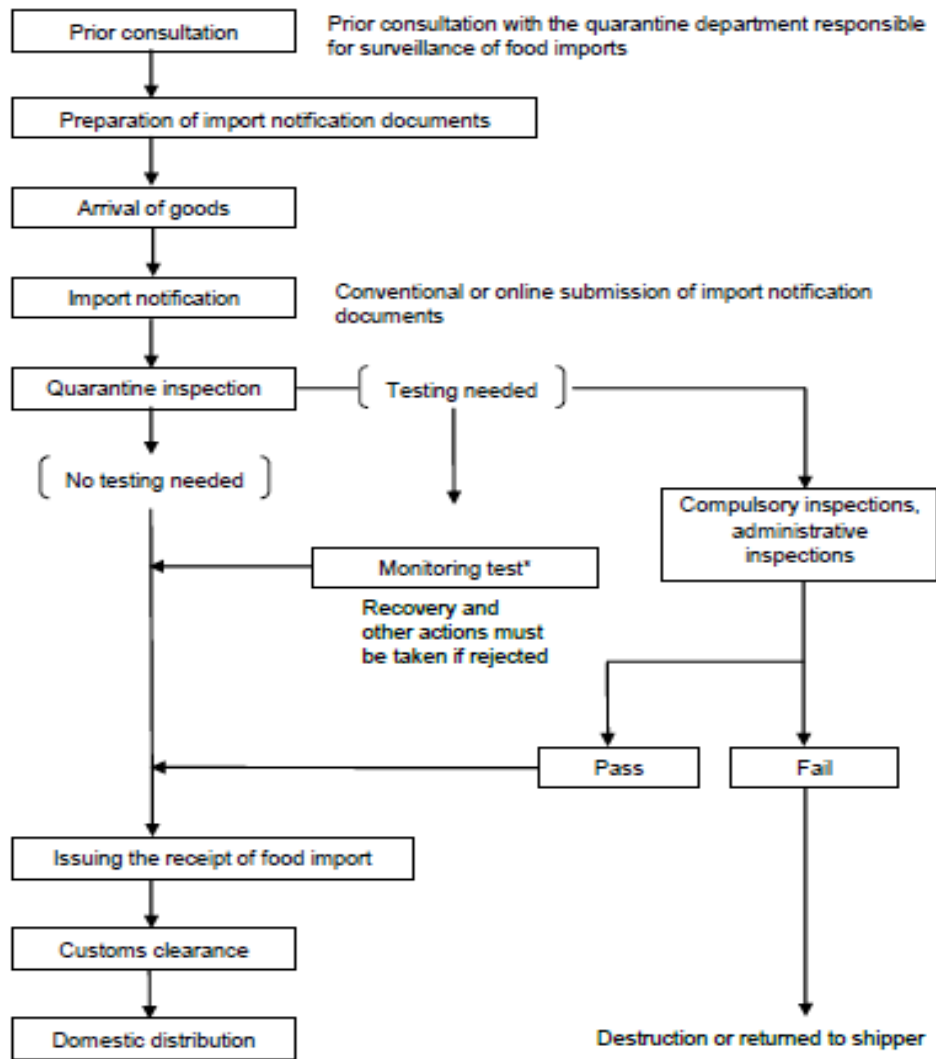 Prior consultation
Prior consultation with the quarantine department responsible
for surveillance of food imports
Preparation of import notification documents
Arrival of goods
Import notification
Conventional or online submission of import notification
documents
Quarantine inspection
Testing needed
No testing needed
Compulsory inspections,
administrative
inspections
Monitoring test*
Recovery and
other actions must
be taken if rejected
Pass
Fail
Issuing the receipt of food import
Customs clearance
Domestic distribution
Destruction or returned to shipper